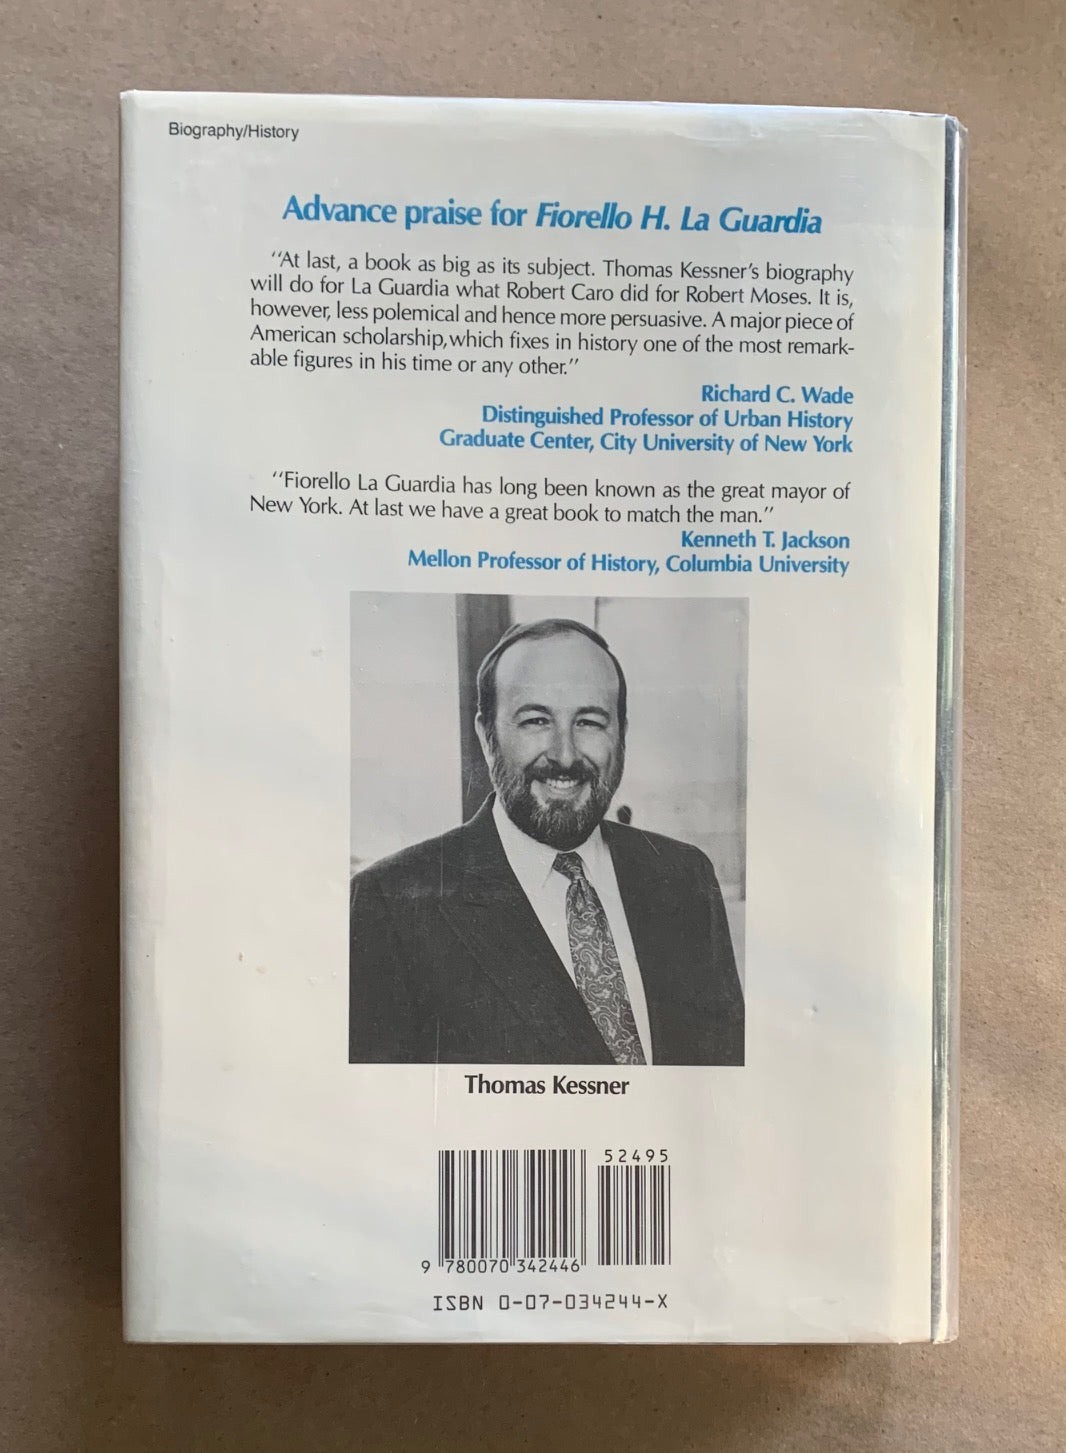 Biography/History
Advance praise for Fiorello H. La Guardia
"At last, a book as big as its subject. Thomas Kessner's biography
will do for La Guardia what Robert Caro did for Robert Moses. It is,
however, less polemical and hence more persuasive. A major piece of
American scholarship, which fixes in history one of the most remark-
able figures in his time or any other."
Richard C. Wade
Distinguished Professor of Urban History
Graduate Center, City University of New York
"Fiorello La Guardia has long been known as the great mayor of
New York. At last we have a great book to match the man."
Kenneth T. Jackson
Mellon Professor of History, Columbia University
Thomas Kessner
52495
9 780070 342446
ISBN 0-07-034244-X